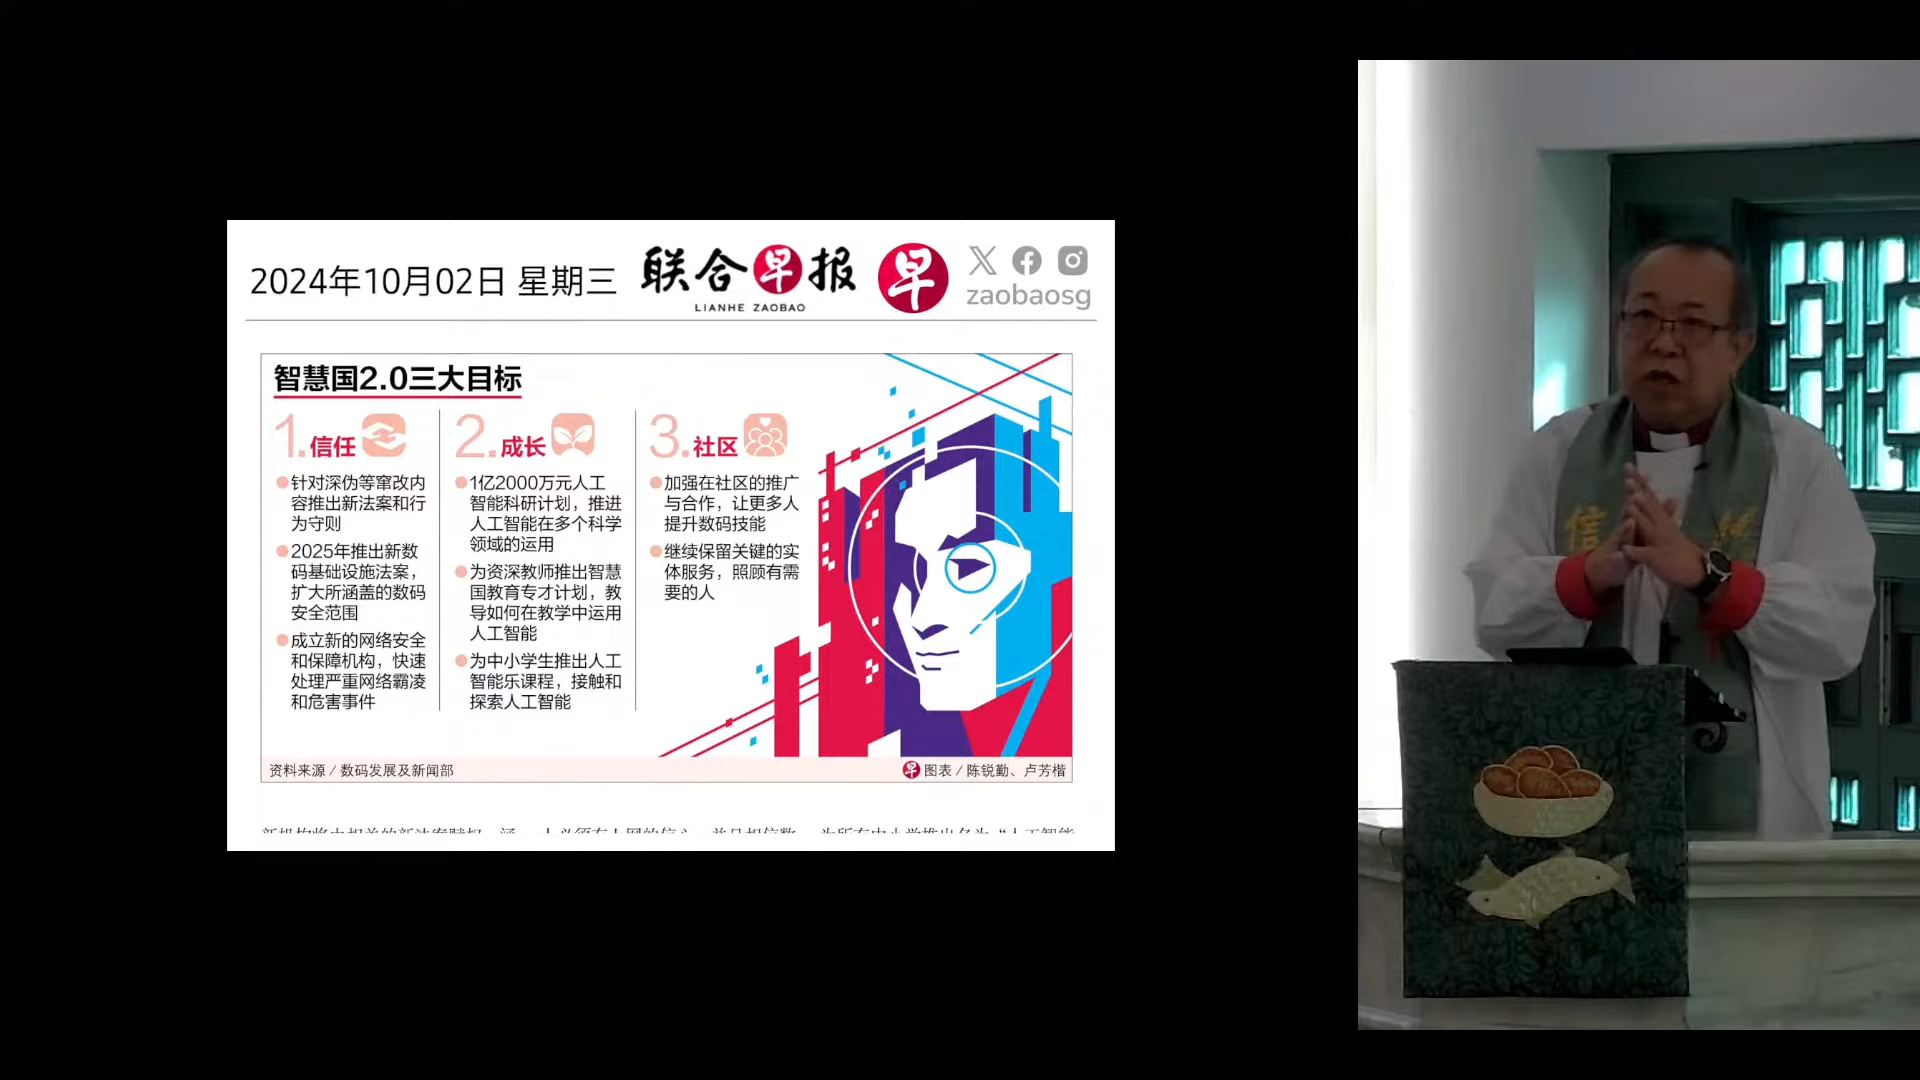 2024年10月02日 星期三
联合早报
LIANHE ZAOBAO
早
zaobaosg
智慧国2.0三大目标
1.信任
针对深伪等窜改内
容推出新法案和行
为守则
2025年推出新数
码基础设施法案，
扩大所涵盖的数码
安全范围
成立新的网络安全
和保障机构，快速
处理严重网络霸凌
和危害事件
2.成长
1亿2000万元人工
智能科研计划，推进
人工智能在多个科学
领域的运用
为资深教师推出智慧
国教育专才计划，教
导如何在教学中运用
人工智能
为中小学生推出人工
智能乐课程，接触和
探索人工智能
3.社区
加强在社区的推广
与合作，让更多人
提升数码技能
继续保留关键的实
体服务，照顾有需
要的人
资料来源／数码发展及新闻部
早 图表／陈锐勤、卢芳楷
信